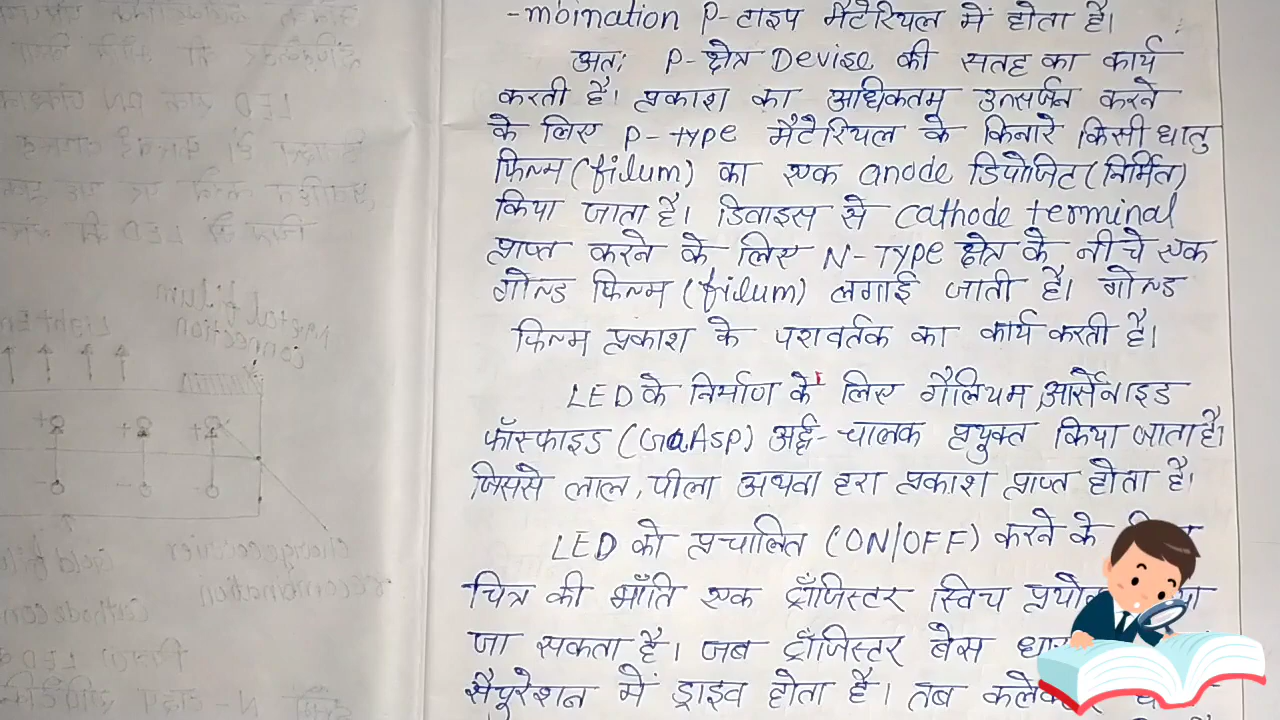 -mbination P-टाइप मैटेरियल में होता है।
अतः P-क्षेत्र Devise की सतह का कार्य
करती है। प्रकाश का अधिकतम उत्सर्जन करने
के लिए P-type मैटेरियल के किनारे किसी धातु
फिल्म (filum) का एक anode डिपोजिट (निर्मित)
किया जाता है। डिवाइस से cathode terminal
प्राप्त करने के लिए N-Type क्षेत्र के नीचे एक
गोल्ड फिल्म (filum) लगाई जाती है। गोल्ड
फिल्म प्रकाश के परावर्तक का कार्य करती है।
LED के निर्माण के लिए गैलियम आर्सेनाइड
फॉस्फाइड (GaAsp) अर्द्ध-चालक प्रयुक्त किया जाता है।
जिससे लाल, पीला अथवा हरा प्रकाश प्राप्त होता है।
LED को प्रचालित (ON/OFF) करने के
चित्र की भाँति एक ट्राँजिस्टर स्विच
जा सकता है। जब ट्राँजिस्टर बेस
सैचुरेशन में ड्राइव होता है। तब